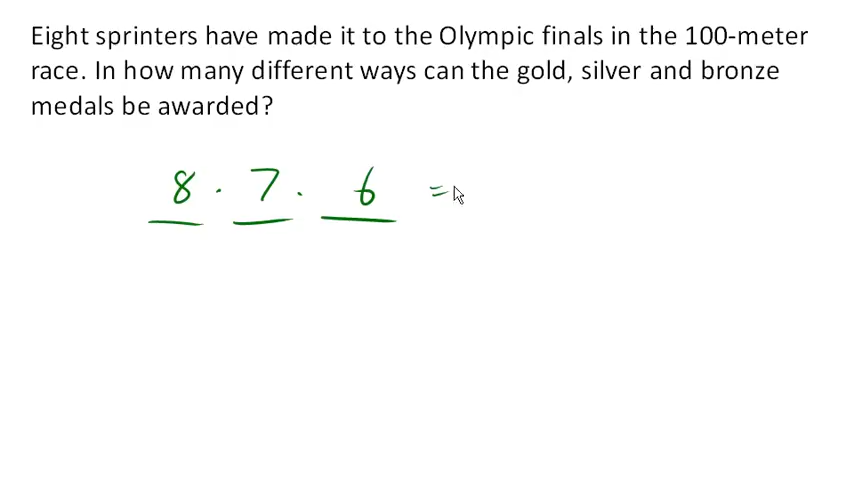 Eight sprinters have made it to the Olympic finals in the 100-meter
race. In how many different ways can the gold, silver and bronze
medals be awarded?
8 · 7 · 6 =